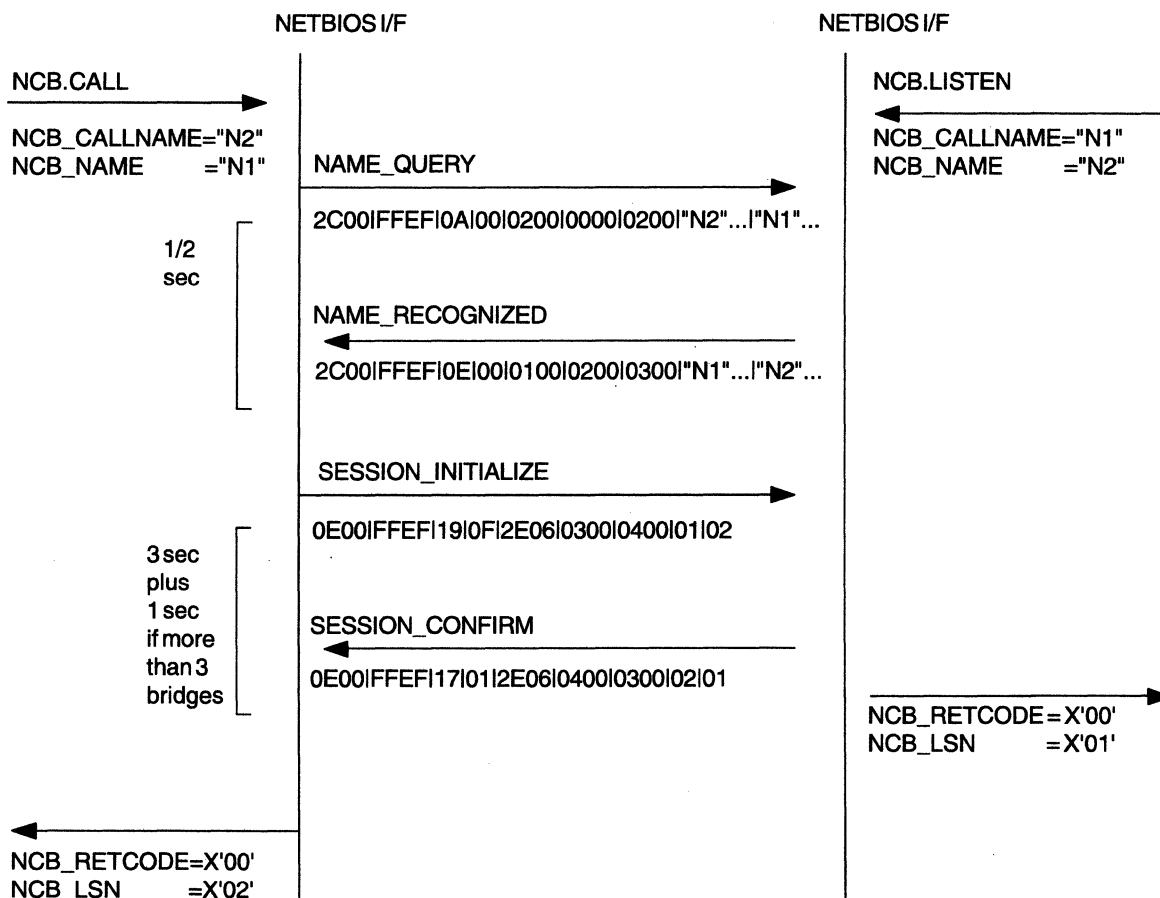 NETBIOS I/F
NETBIOS I/F
NCB.CALL
NCB.LISTEN
NCB_CALLNAME="N2"
NCB_NAME ="N1"
NCB_CALLNAME="N1"
NCB_NAME ="N2"
NAME_QUERY
2C00|FFEF|0A|00|0200|0000|0200|"N2"...|"N1"...
1/2
sec
NAME_RECOGNIZED
2C00|FFEF|0E|00|0100|0200|0300|"N1"...|"N2"...
SESSION_INITIALIZE
0E00|FFEF|19|0F|2E06|0300|0400|01|02
3 sec
plus
1 sec
if more
than 3
bridges
SESSION_CONFIRM
0E00|FFEF|17|01|2E06|0400|0300|02|01
NCB_RETCODE=X'00'
NCB_LSN =X'01'
NCB_RETCODE=X'00'
NCB_LSN =X'02'